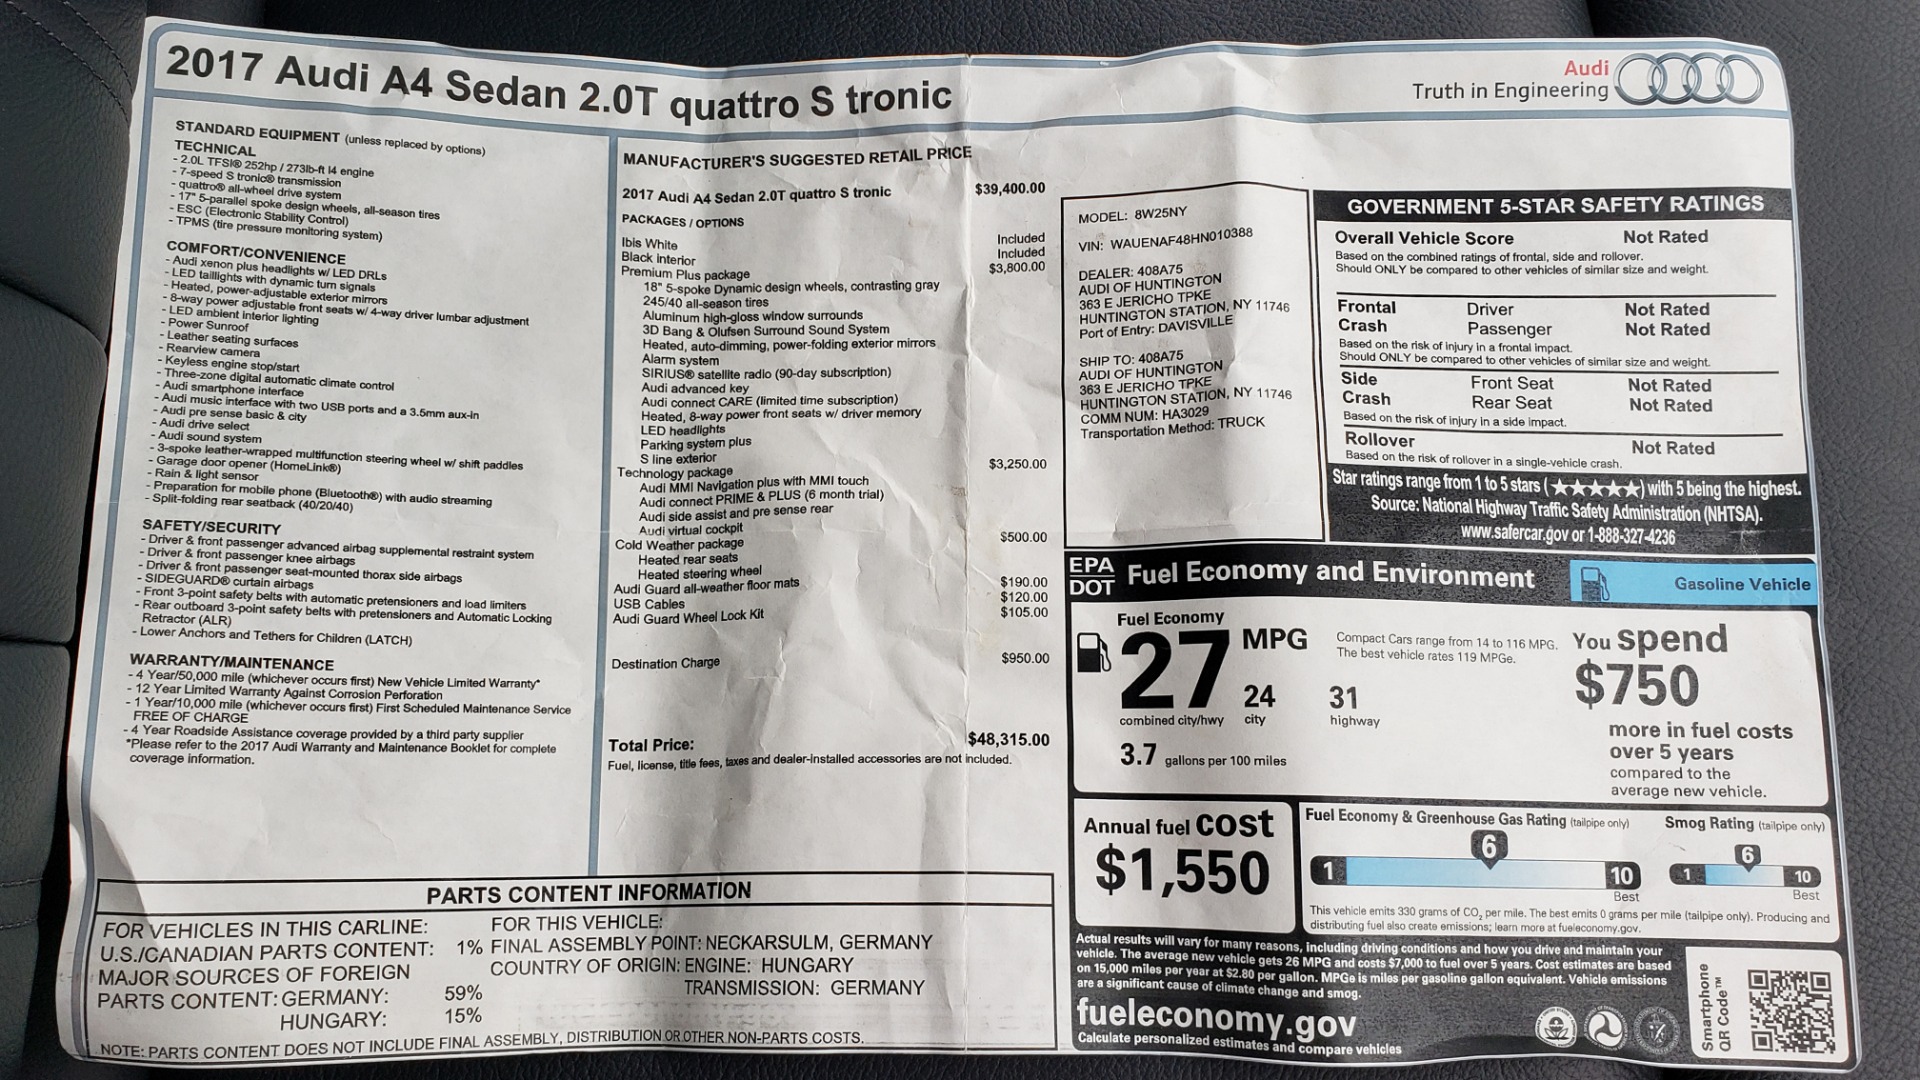 2017 Audi A4 Sedan 2.0T quattro S tronic
Audi
Truth in Engineering
STANDARD EQUIPMENT (unless replaced by options)
TECHNICAL
- 2.0L TFSI® 252hp / 273lb-ft I4 engine
- 7-speed S tronic® transmission
- quattro® all-wheel drive system
- 17" 5-parallel spoke design wheels, all-season tires
- ESC (Electronic Stability Control)
- TPMS (tire pressure monitoring system)
COMFORT/CONVENIENCE
- Audi xenon plus headlights w/ LED DRLs
- LED taillights with dynamic turn signals
- Heated, power-adjustable exterior mirrors
- 8-way power adjustable front seats w/ 4-way driver lumbar adjustment
- LED ambient interior lighting
- Power Sunroof
- Leather seating surfaces
- Rearview camera
- Keyless engine stop/start
- Three-zone digital automatic climate control
- Audi smartphone interface
- Audi music interface with two USB ports and a 3.5mm aux-in
- Audi pre sense basic & city
- Audi drive select
- Audi sound system
- 3-spoke leather-wrapped multifunction steering wheel w/ shift paddles
- Garage door opener (HomeLink®)
- Rain & light sensor
- Preparation for mobile phone (Bluetooth®) with audio streaming
- Split-folding rear seatback (40/20/40)
SAFETY/SECURITY
- Driver & front passenger advanced airbag supplemental restraint system
- Driver & front passenger knee airbags
- Driver & front passenger seat-mounted thorax side airbags
- SIDEGUARD® curtain airbags
- Front 3-point safety belts with automatic pretensioners and load limiters
- Rear outboard 3-point safety belts with pretensioners and Automatic Locking
Retractor (ALR)
- Lower Anchors and Tethers for Children (LATCH)
WARRANTY/MAINTENANCE
- 4 Year/50,000 mile (whichever occurs first) New Vehicle Limited Warranty*
- 12 Year Limited Warranty Against Corrosion Perforation
- 1 Year/10,000 mile (whichever occurs first) First Scheduled Maintenance Service
FREE OF CHARGE
- 4 Year Roadside Assistance coverage provided by a third party supplier
*Please refer to the 2017 Audi Warranty and Maintenance Booklet for complete
coverage information.
MANUFACTURER'S SUGGESTED RETAIL PRICE
2017 Audi A4 Sedan 2.0T quattro S tronic $39,400.00
PACKAGES / OPTIONS
Ibis White Included
Black interior Included
Premium Plus package $3,800.00
18" 5-spoke Dynamic design wheels, contrasting gray
245/40 all-season tires
Aluminum high-gloss window surrounds
3D Bang & Olufsen Surround Sound System
Heated, auto-dimming, power-folding exterior mirrors
Alarm system
SIRIUS® satellite radio (90-day subscription)
Audi advanced key
Audi connect CARE (limited time subscription)
Heated, 8-way power front seats w/ driver memory
LED headlights
Parking system plus
S line exterior
Technology package $3,250.00
Audi MMI Navigation plus with MMI touch
Audi connect PRIME & PLUS (6 month trial)
Audi side assist and pre sense rear
Audi virtual cockpit
Cold Weather package $500.00
Heated rear seats
Heated steering wheel
Audi Guard all-weather floor mats $190.00
USB Cables $120.00
Audi Guard Wheel Lock Kit $105.00
Destination Charge $950.00
Total Price: $48,315.00
Fuel, license, title fees, taxes and dealer-installed accessories are not included.
MODEL: 8W25NY
VIN: WAUENAF48HN010388
DEALER: 408A75
AUDI OF HUNTINGTON
363 E JERICHO TPKE
HUNTINGTON STATION, NY 11746
Port of Entry: DAVISVILLE
SHIP TO: 408A75
AUDI OF HUNTINGTON
363 E JERICHO TPKE
HUNTINGTON STATION, NY 11746
COMM NUM: HA3029
Transportation Method: TRUCK
GOVERNMENT 5-STAR SAFETY RATINGS
Overall Vehicle Score Not Rated
Based on the combined ratings of frontal, side and rollover.
Should ONLY be compared to other vehicles of similar size and weight.
Frontal Driver Not Rated
Crash Passenger Not Rated
Based on the risk of injury in a frontal impact.
Should ONLY be compared to other vehicles of similar size and weight.
Side Front Seat Not Rated
Crash Rear Seat Not Rated
Based on the risk of injury in a side impact.
Rollover Not Rated
Based on the risk of rollover in a single-vehicle crash.
Star ratings range from 1 to 5 stars (★★★★★) with 5 being the highest.
Source: National Highway Traffic Safety Administration (NHTSA).
www.safercar.gov or 1-888-327-4236
EPA
DOT Fuel Economy and Environment
Gasoline Vehicle
Fuel Economy
27 MPG
combined city/hwy
24
city
31
highway
3.7 gallons per 100 miles
Compact Cars range from 14 to 116 MPG.
The best vehicle rates 119 MPGe.
You spend
$750
more in fuel costs
over 5 years
compared to the
average new vehicle.
Annual fuel cost
$1,550
Fuel Economy & Greenhouse Gas Rating (tailpipe only)
6
1 10
Best
Smog Rating (tailpipe only)
6
1 10
Best
This vehicle emits 330 grams of CO2 per mile. The best emits 0 grams per mile (tailpipe only). Producing and
distributing fuel also create emissions; learn more at fueleconomy.gov.
Actual results will vary for many reasons, including driving conditions and how you drive and maintain your
vehicle. The average new vehicle gets 26 MPG and costs $7,000 to fuel over 5 years. Cost estimates are based
on 15,000 miles per year at $2.80 per gallon. MPGe is miles per gasoline gallon equivalent. Vehicle emissions
are a significant cause of climate change and smog.
fueleconomy.gov
Calculate personalized estimates and compare vehicles
Smartphone
QR Code™
PARTS CONTENT INFORMATION
FOR VEHICLES IN THIS CARLINE:
U.S./CANADIAN PARTS CONTENT: 1%
MAJOR SOURCES OF FOREIGN
PARTS CONTENT: GERMANY: 59%
HUNGARY: 15%
FOR THIS VEHICLE:
FINAL ASSEMBLY POINT: NECKARSULM, GERMANY
COUNTRY OF ORIGIN: ENGINE: HUNGARY
TRANSMISSION: GERMANY
NOTE: PARTS CONTENT DOES NOT INCLUDE FINAL ASSEMBLY, DISTRIBUTION OR OTHER NON-PARTS COSTS.